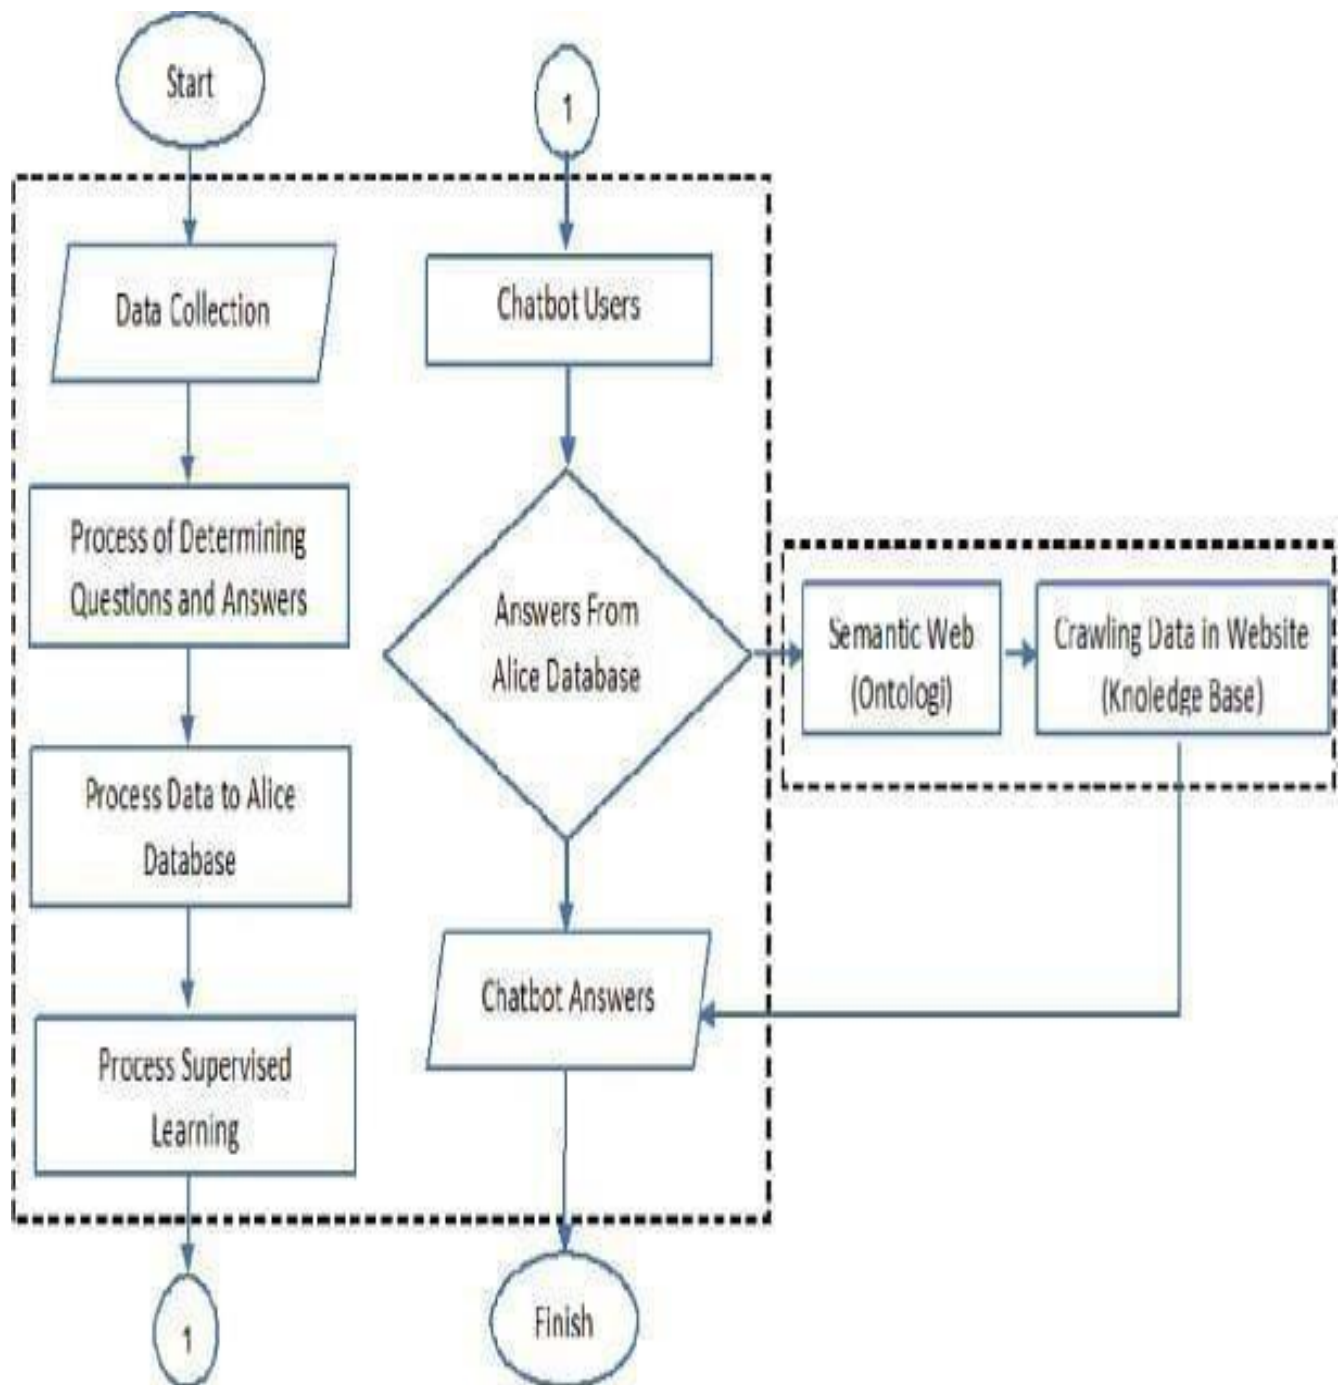 Start
Data Collection
Process of Determining
Questions and Answers
Process Data to Alice
Database
Process Supervised
Learning
1
1
Chatbot Users
Answers From
Alice Database
Semantic Web
(Ontologi)
Crawling Data in Website
(Knoledge Base)
Chatbot Answers
Finish